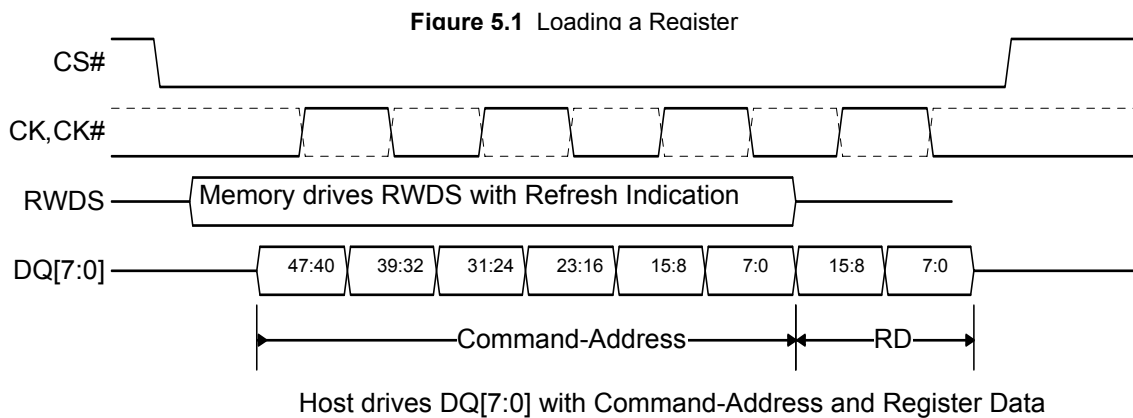 Figure 5.1 Loading a Register
CS#
CK,CK#
RWDS
Memory drives RWDS with Refresh Indication
DQ[7:0]
47:40 39:32 31:24 23:16 15:8 7:0 15:8 7:0
Command-Address RD
Host drives DQ[7:0] with Command-Address and Register Data